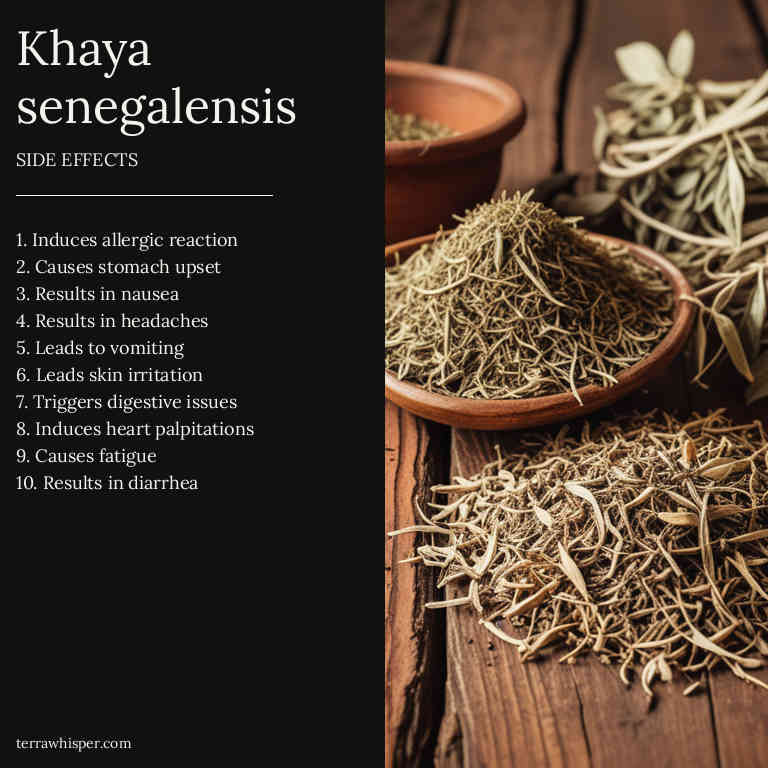 Khaya
senegalensis
SIDE EFFECTS
1. Induces allergic reaction
2. Causes stomach upset
3. Results in nausea
4. Results in headaches
5. Leads to vomiting
6. Leads skin irritation
7. Triggers digestive issues
8. Induces heart palpitations
9. Causes fatigue
10. Results in diarrhea
terrawhisper.com